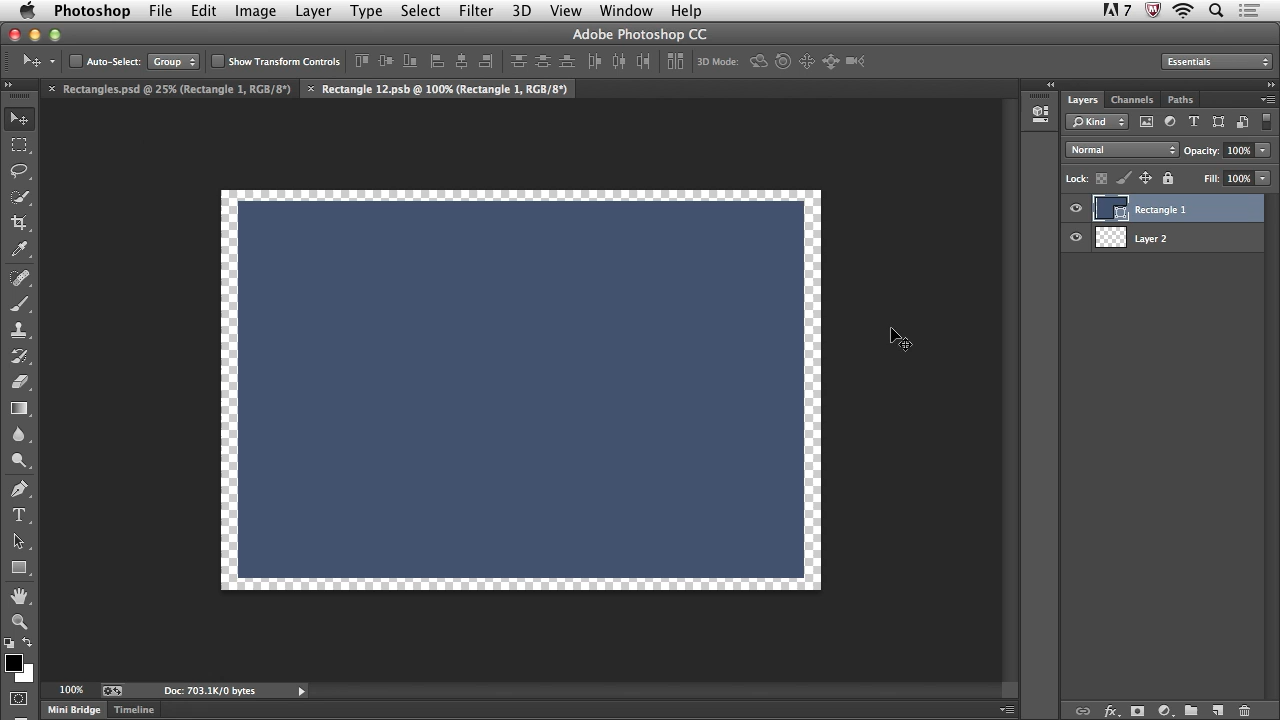 Photoshop File Edit Image Layer Type Select Filter 3D View Window Help 7
Adobe Photoshop CC
Auto-Select: Group Show Transform Controls 3D Mode: Essentials
× Rectangles.psd @ 25% (Rectangle 1, RGB/8*) × Rectangle 12.psb @ 100% (Rectangle 1, RGB/8*)
Layers Channels Paths
Kind
Normal Opacity: 100%
Lock: Fill: 100%
Rectangle 1
Layer 2
100% Doc: 703.1K/0 bytes
Mini Bridge Timeline